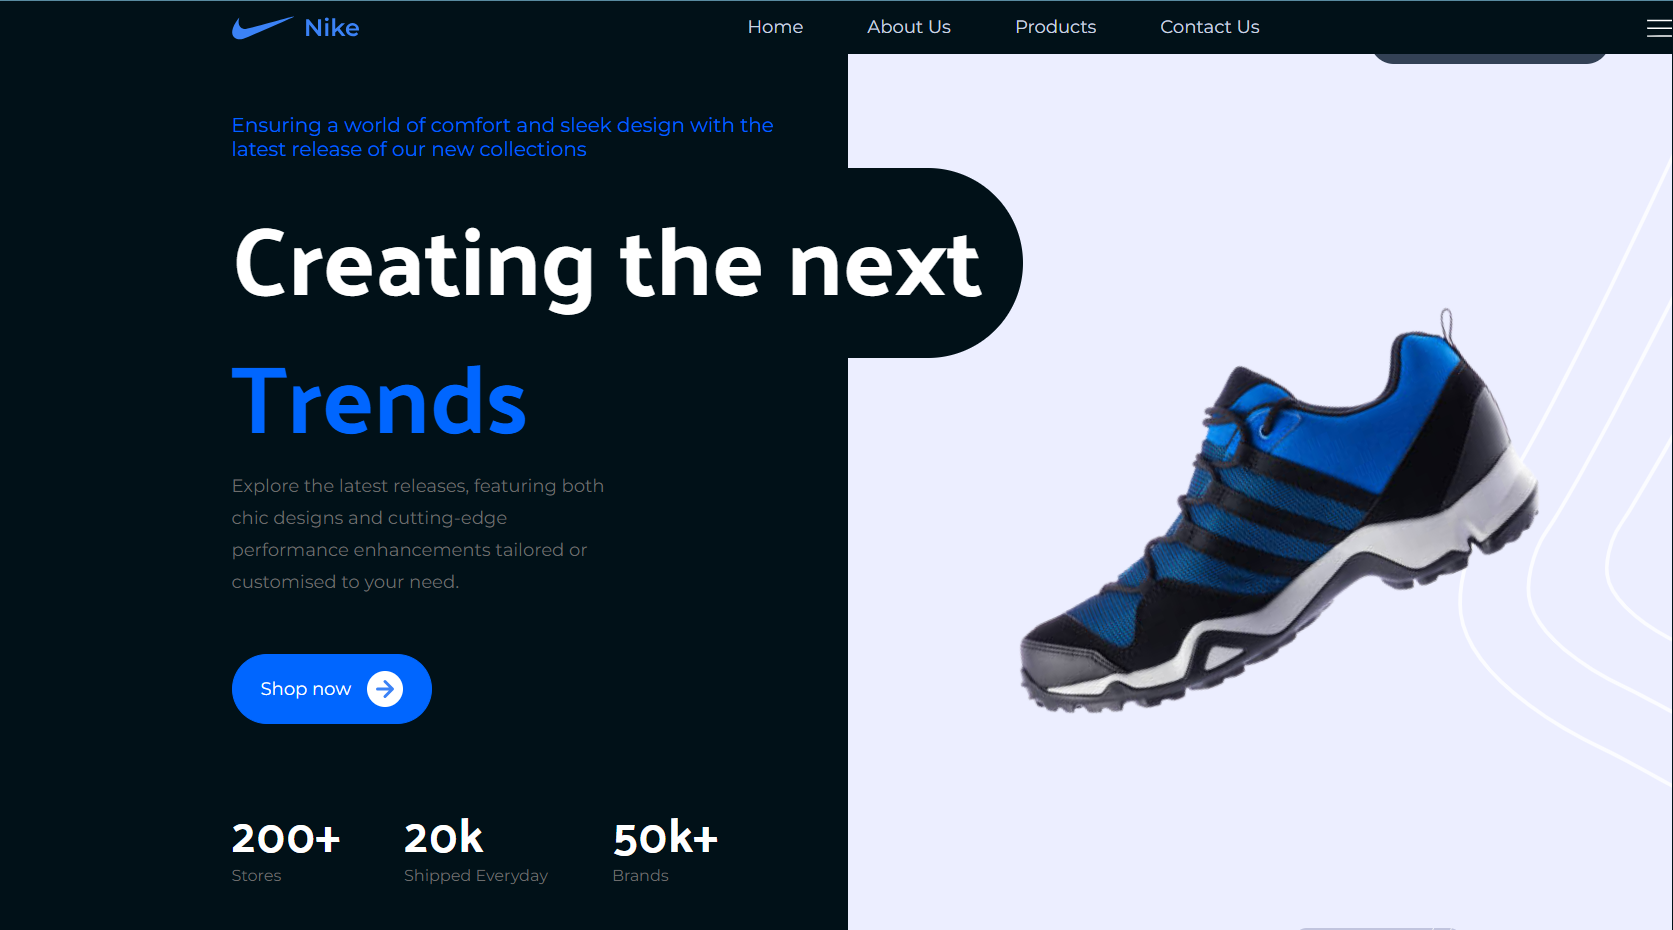 Nike
Home
About Us
Products
Contact Us
Ensuring a world of comfort and sleek design with the
latest release of our new collections
Creating the next
Trends
Explore the latest releases, featuring both
chic designs and cutting-edge
performance enhancements tailored or
customised to your need.
Shop now
200+
Stores
20k
Shipped Everyday
50k+
Brands